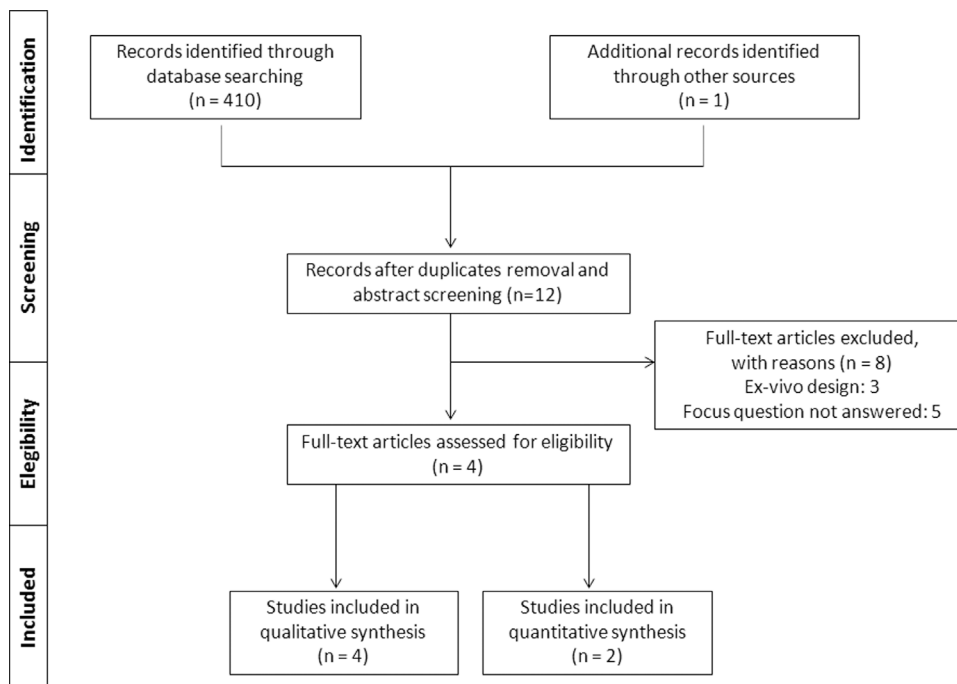 Identification
Records identified through
database searching
(n = 410)
Additional records identified
through other sources
(n = 1)
Screening
Records after duplicates removal and
abstract screening (n=12)
Full-text articles excluded,
with reasons (n = 8)
Ex-vivo design: 3
Focus question not answered: 5
Elegibility
Full-text articles assessed for eligibility
(n = 4)
Included
Studies included in
qualitative synthesis
(n = 4)
Studies included in
quantitative synthesis
(n = 2)